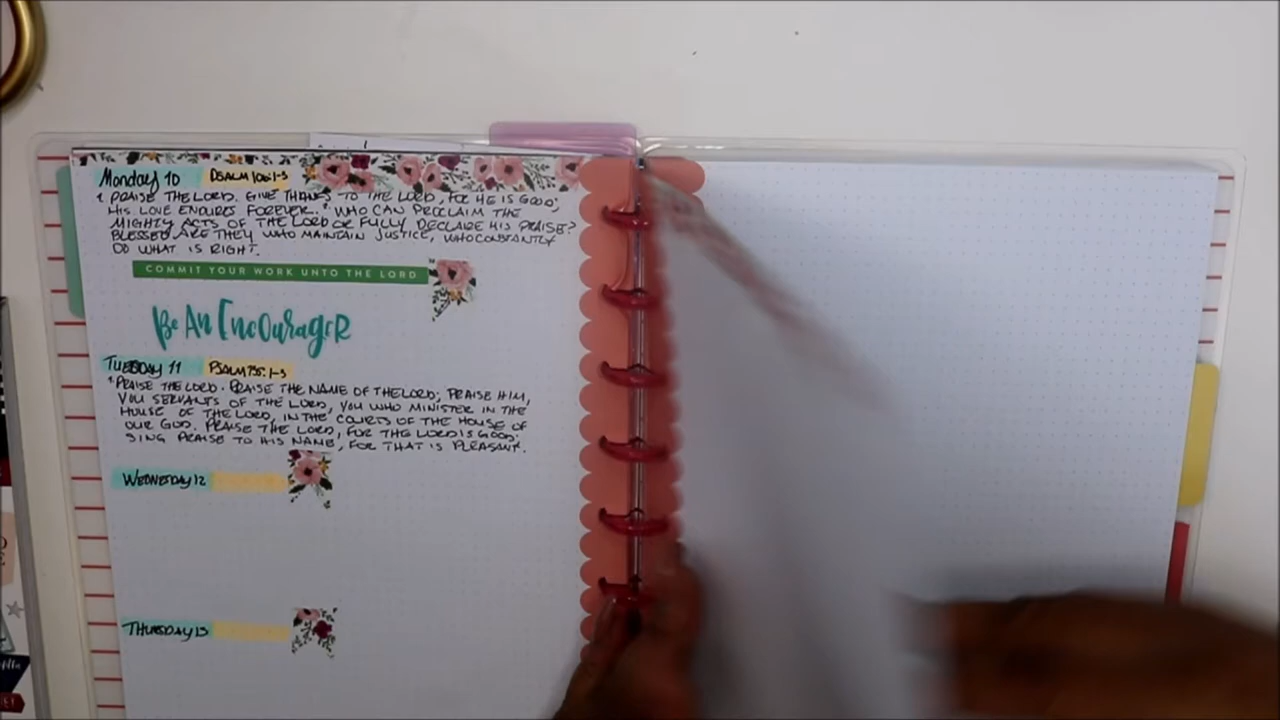 Monday 10 PSALM 106:1-3
1 PRAISE THE LORD. GIVE THANKS TO THE LORD, FOR HE IS GOOD;
HIS LOVE ENDURES FOREVER. 2 WHO CAN PROCLAIM THE
MIGHTY ACTS OF THE LORD OR FULLY DECLARE HIS PRAISE?
BLESSED ARE THEY WHO MAINTAIN JUSTICE, WHO CONSTANTLY
DO WHAT IS RIGHT.
COMMIT YOUR WORK UNTO THE LORD
Be An EncOuragеR
TUESDAY 11 PSALM 135:1-3
1 PRAISE THE LORD. PRAISE THE NAME OF THE LORD; PRAISE HIM,
YOU SERVANTS OF THE LORD, YOU WHO MINISTER IN THE
HOUSE OF THE LORD, IN THE COURTS OF THE HOUSE OF
OUR GOD. PRAISE THE LORD, FOR THE LORD IS GOOD;
SING PRAISE TO HIS NAME, FOR THAT IS PLEASANT.
WEDNESDAY 12
THURSDAY 13